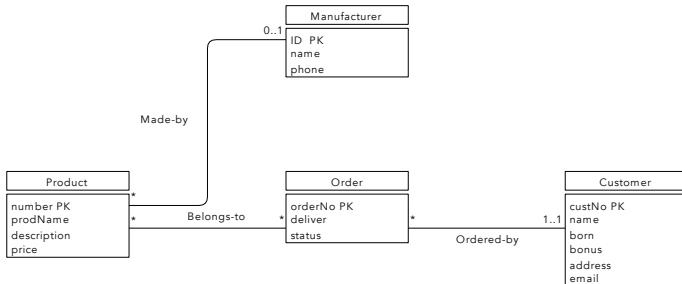 Manufacturer
0..1
ID PK
name
phone
Made-by
Product
Order
Customer
*
number PK
prodName
description
price
*
Belongs-to
*
orderNo PK
deliver
status
*
Ordered-by
1..1
custNo PK
name
born
bonus
address
email